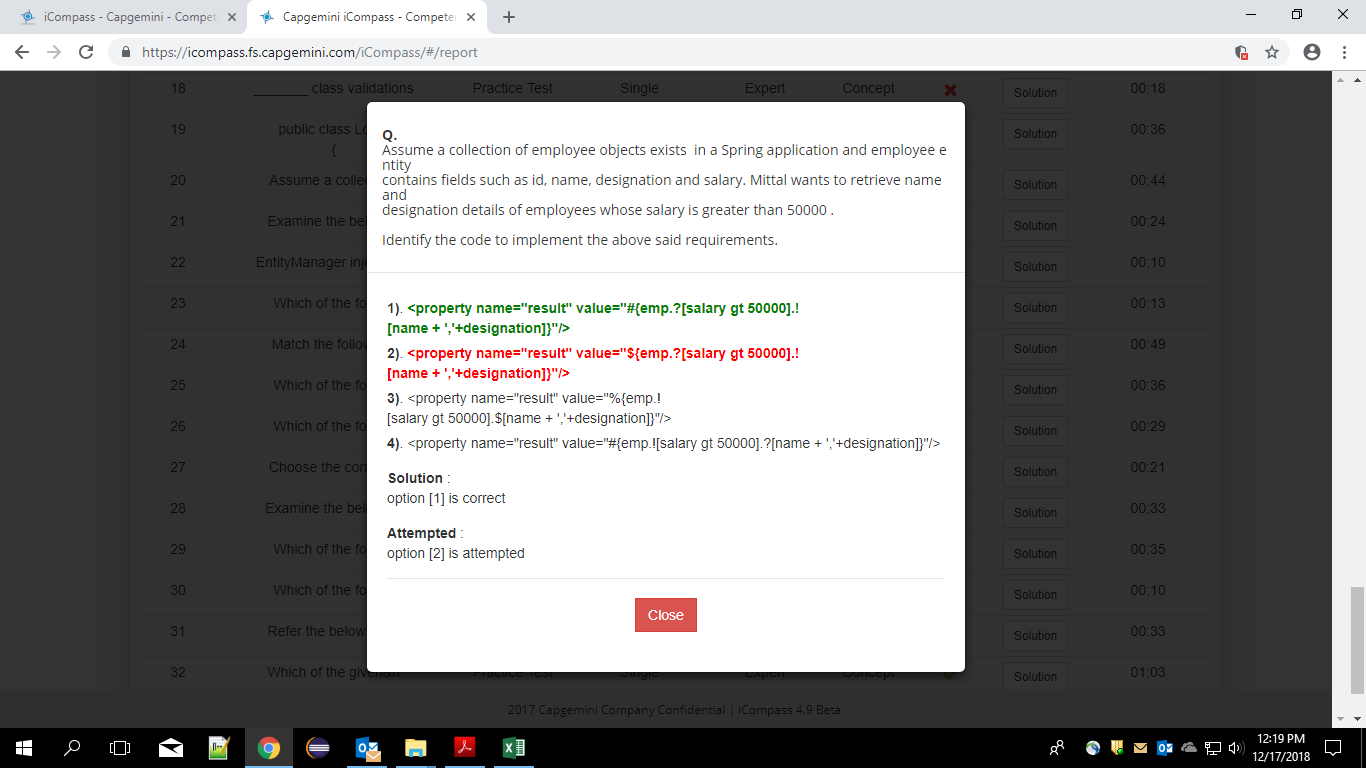 iCompass - Capgemini - Compet
Capgemini iCompass - Competen
https://icompass.fs.capgemini.com/iCompass/#/report
18 ________ class validations Practice Test Single Expert Concept Solution 00:18
19 public class Lo Solution 00:36
{
20 Assume a colle Solution 00:44
21 Examine the bel Solution 00:24
22 EntityManager inj Solution 00:10
23 Which of the fo Solution 00:13
24 Match the follow Solution 00:49
25 Which of the fo Solution 00:36
26 Which of the fo Solution 00:29
27 Choose the corr Solution 00:21
28 Examine the bel Solution 00:33
29 Which of the fo Solution 00:35
30 Which of the fo Solution 00:10
31 Refer the below Solution 00:33
32 Which of the given&n Practice Test Single Expert Concept Solution 01:03
Q.
Assume a collection of employee objects exists in a Spring application and employee e
ntity
contains fields such as id, name, designation and salary. Mittal wants to retrieve name
and
designation details of employees whose salary is greater than 50000 .
Identify the code to implement the above said requirements.
1). <property name="result" value="#{emp.?[salary gt 50000].!
[name + ','+designation]}"/>
2). <property name="result" value="${emp.?[salary gt 50000].!
[name + ','+designation]}"/>
3). <property name="result" value="%{emp.!
[salary gt 50000].$[name + ','+designation]}"/>
4). <property name="result" value="#{emp.![salary gt 50000].?[name + ','+designation]}"/>
Solution :
option [1] is correct
Attempted :
option [2] is attempted
Close
2017 Capgemini Company Confidential | iCompass 4.9 Beta
12:19 PM
12/17/2018